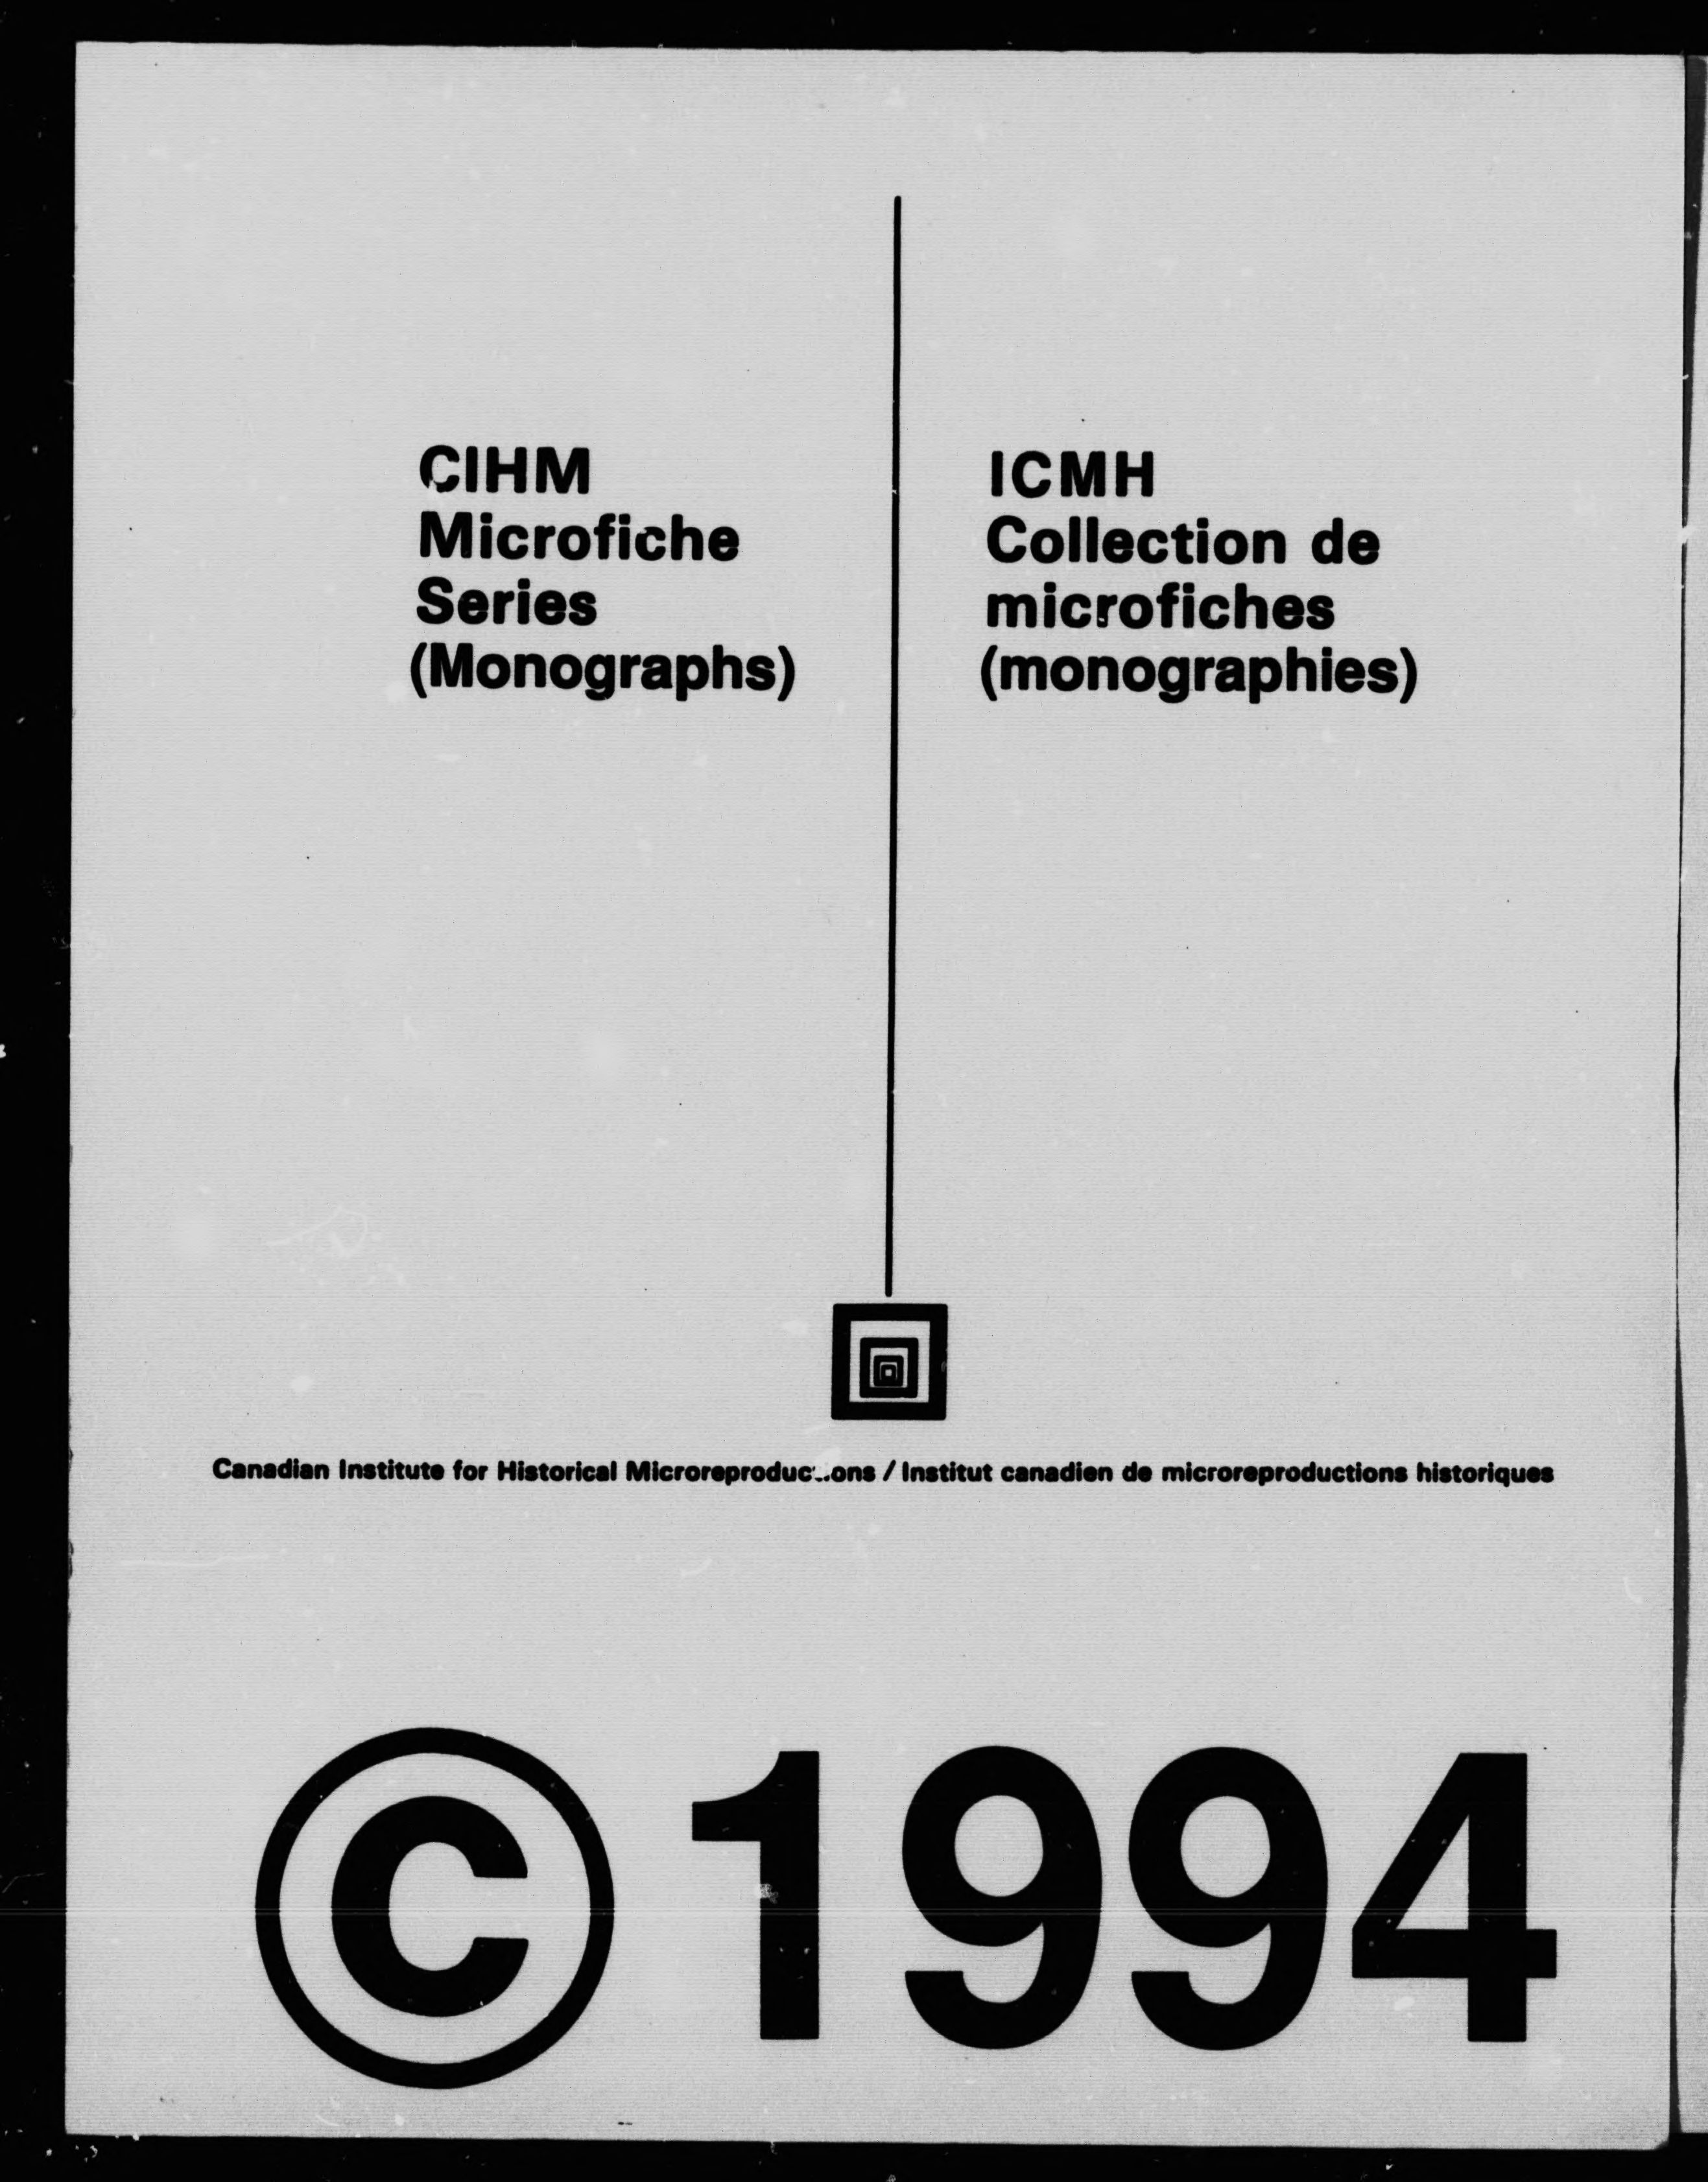 CIHM
Microfiche
Series
(Monographs)
ICMH
Collection de
microfiches
(monographies)
Canadian Institute for Historical Microreproductions / Institut canadien de microreproductions historiques
© 1994